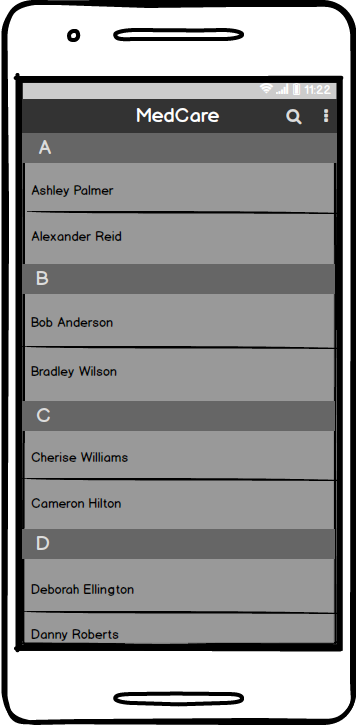 11:22
MedCare
A
Ashley Palmer
Alexander Reid
B
Bob Anderson
Bradley Wilson
C
Cherise Williams
Cameron Hilton
D
Deborah Ellington
Danny Roberts